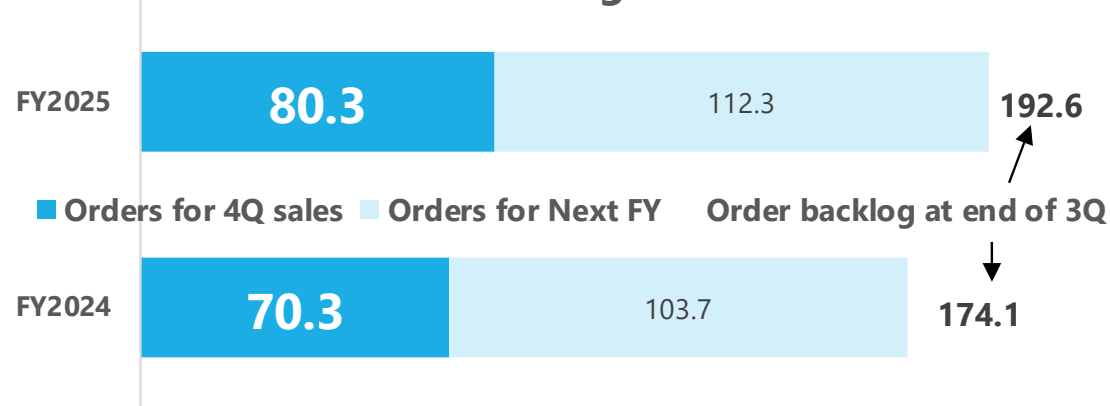 FY2025 80.3 112.3 192.6
Orders for 4Q sales Orders for Next FY Order backlog at end of 3Q
FY2024 70.3 103.7 174.1